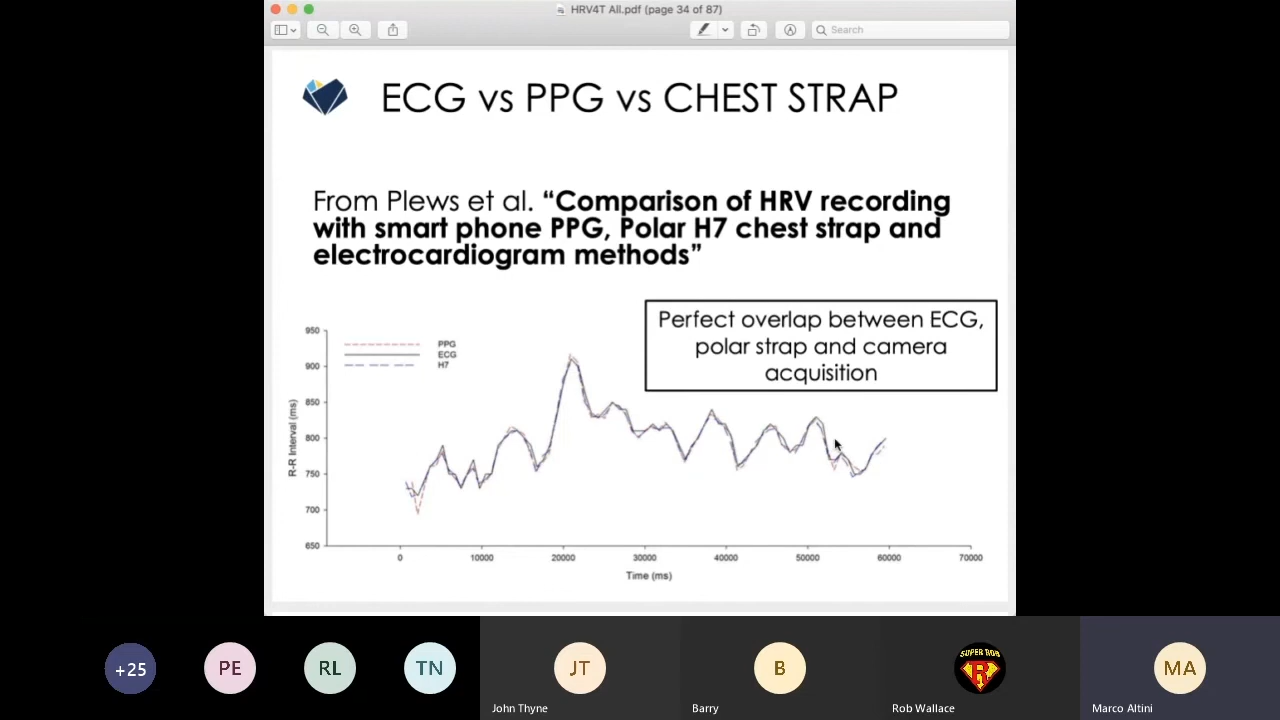 HRV4T All.pdf (page 34 of 87)
Search
ECG vs PPG vs CHEST STRAP
From Plews et al. “Comparison of HRV recording
with smart phone PPG, Polar H7 chest strap and
electrocardiogram methods”
Perfect overlap between ECG,
polar strap and camera
acquisition
PPG
ECG
H7
R-R Interval (ms)
950
900
850
800
750
700
650
0 10000 20000 30000 40000 50000 60000 70000
Time (ms)
+25
PE
RL
TN
JT
John Thyne
B
Barry
SUPER ROB
R
Rob Wallace
MA
Marco Altini